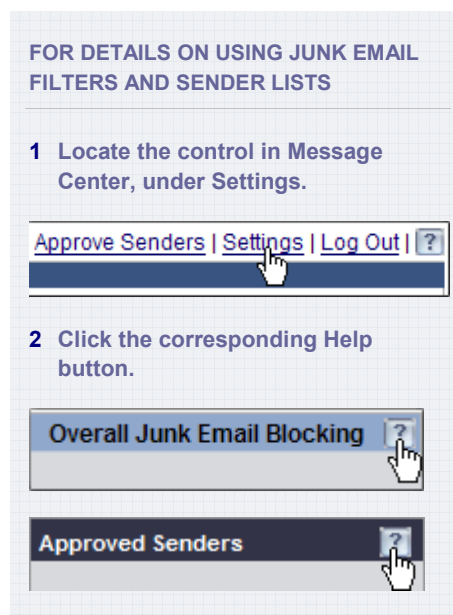 FOR DETAILS ON USING JUNK EMAIL
FILTERS AND SENDER LISTS
1 Locate the control in Message
Center, under Settings.
Approve Senders | Settings | Log Out | ?
2 Click the corresponding Help
button.
Overall Junk Email Blocking ?
Approved Senders ?